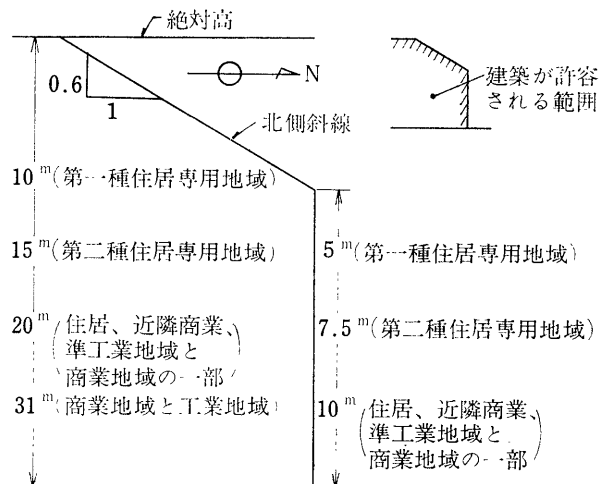 絶対高
0.6
1
N
北側斜線
建築が許容
される範囲
10m(第一種住居専用地域)
15m(第二種住居専用地域)
20m(住居、近隣商業、
準工業地域と
商業地域の一部)
31m(商業地域と工業地域)
5m(第一種住居専用地域)
7.5m(第二種住居専用地域)
10m(住居、近隣商業、
準工業地域と
商業地域の一部)